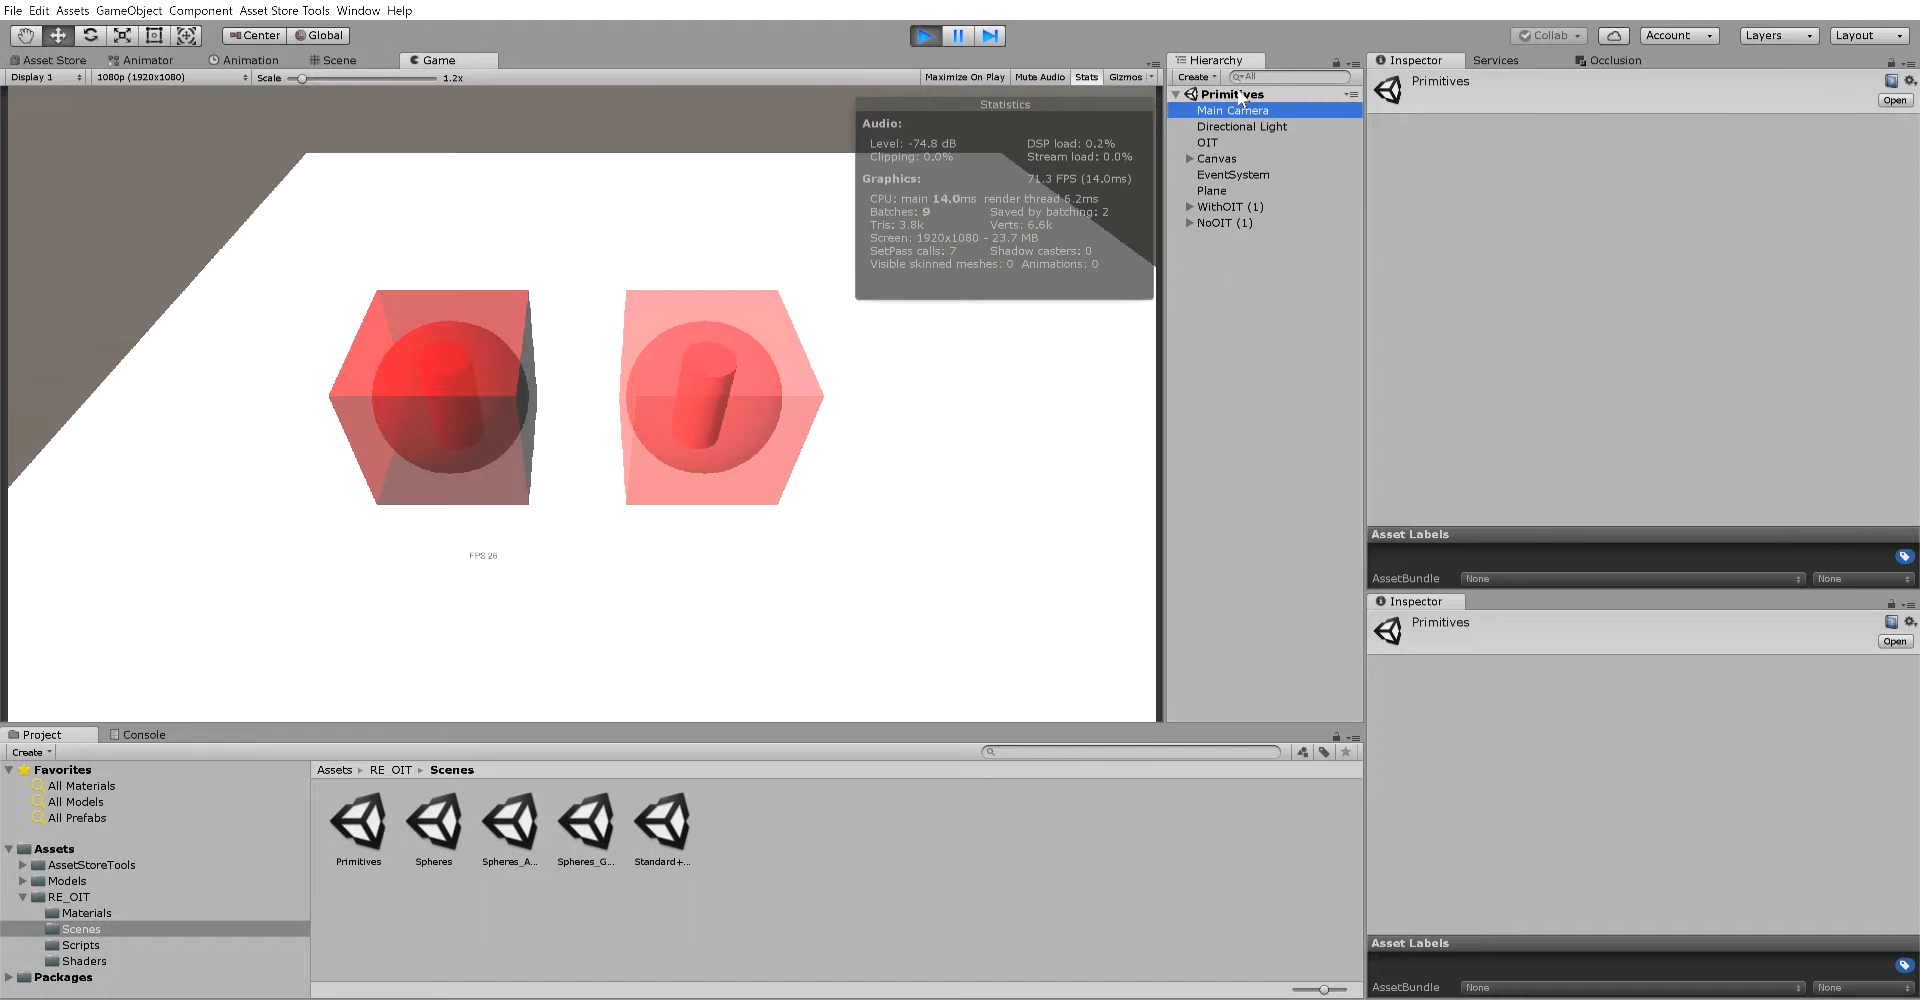 File Edit Assets GameObject Component Asset Store Tools Window Help
Center Global Collab Account Layers Layout
Asset Store Animator Animation Scene Game
Display 1 1080p (1920x1080) Scale 1.2x Maximize On Play Mute Audio Stats Gizmos
Statistics
Audio:
Level: -74.8 dB DSP load: 0.2%
Clipping: 0.0% Stream load: 0.0%
Graphics: 71.3 FPS (14.0ms)
CPU: main 14.0ms render thread 6.2ms
Batches: 9 Saved by batching: 2
Tris: 3.8k Verts: 6.6k
Screen: 1920x1080 - 23.7 MB
SetPass calls: 7 Shadow casters: 0
Visible skinned meshes: 0 Animations: 0
FPS 26
Hierarchy
Create All
Primitives
Main Camera
Directional Light
OIT
Canvas
EventSystem
Plane
WithOIT (1)
NoOIT (1)
Inspector Services Occlusion
Primitives
Open
Asset Labels
AssetBundle None None
Inspector
Primitives
Open
Asset Labels
AssetBundle None None
Project Console
Create
Favorites
All Materials
All Models
All Prefabs
Assets
AssetStoreTools
Models
RE_OIT
Materials
Scenes
Scripts
Shaders
Packages
Assets RE_OIT Scenes
Primitives Spheres Spheres_A... Spheres_G... Standard+...